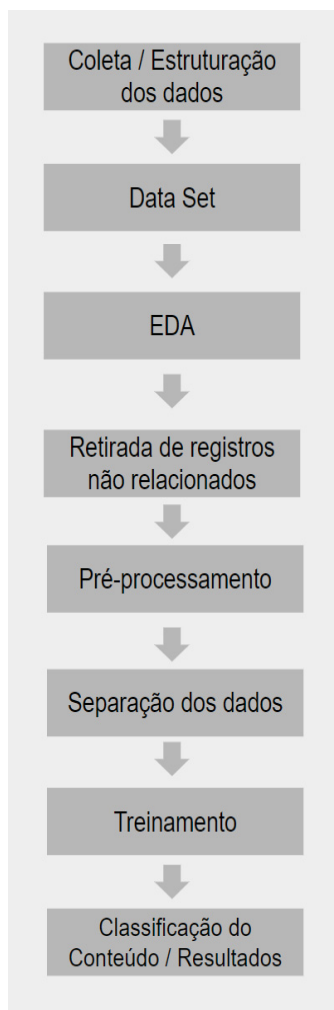 Coleta / Estruturação
dos dados
Data Set
EDA
Retirada de registros
não relacionados
Pré-processamento
Separação dos dados
Treinamento
Classificação do
Conteúdo / Resultados